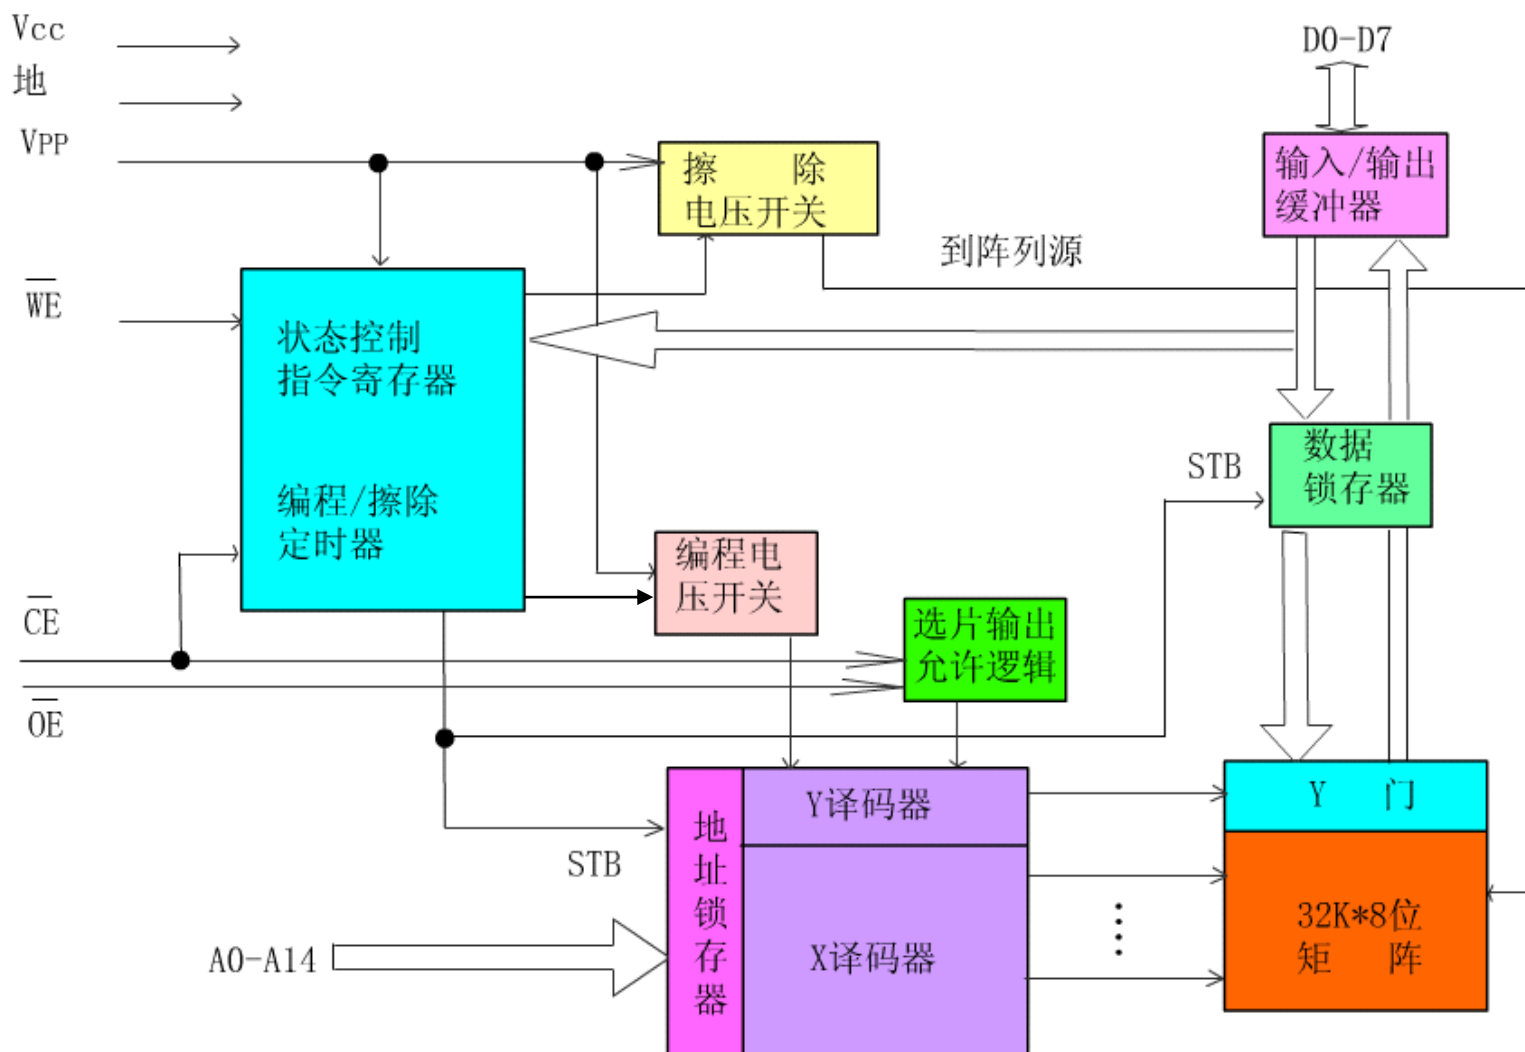 Vcc
地
VPP
D0-D7
擦 除
电压开关
输入/输出
缓冲器
到阵列源
WE
状态控制
指令寄存器
编程/擦除
定时器
STB
数据
锁存器
编程电
压开关
CE
OE
选片输出
允许逻辑
STB
A0-A14
地址锁存器
Y译码器
X译码器
Y 门
32K*8位
矩 阵